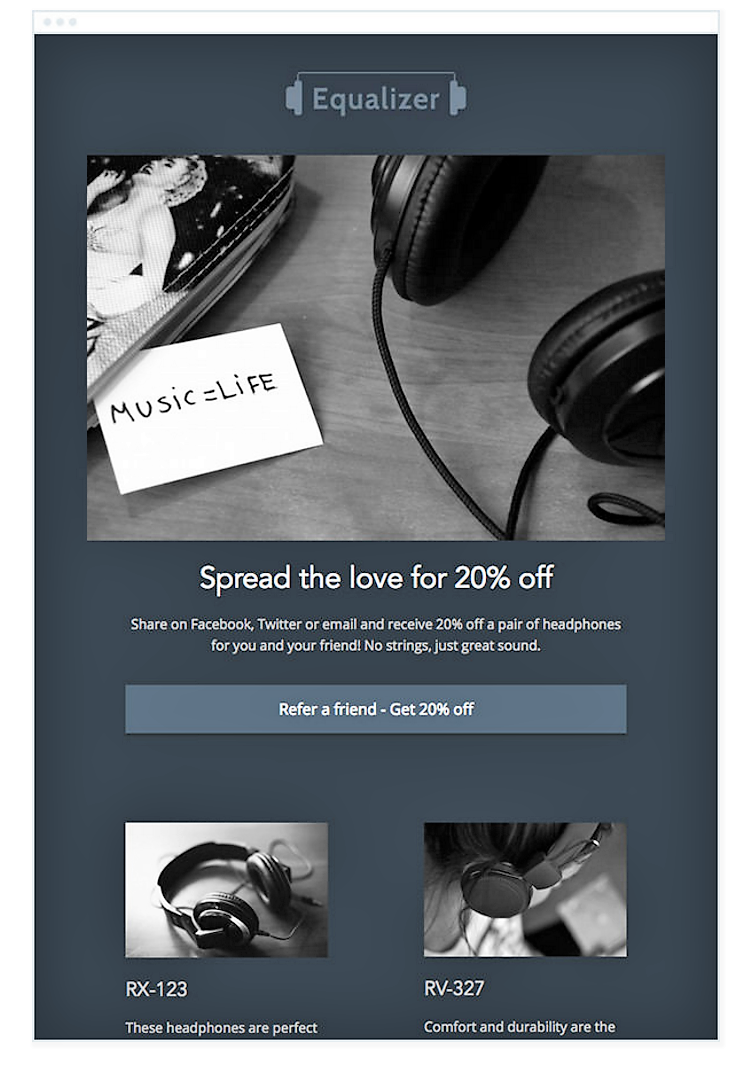 Equalizer
MUSIC=LiFE
Spread the love for 20% off
Share on Facebook, Twitter or email and receive 20% off a pair of headphones
for you and your friend! No strings, just great sound.
Refer a friend - Get 20% off
RX-123
RV-327
These headphones are perfect
Comfort and durability are the